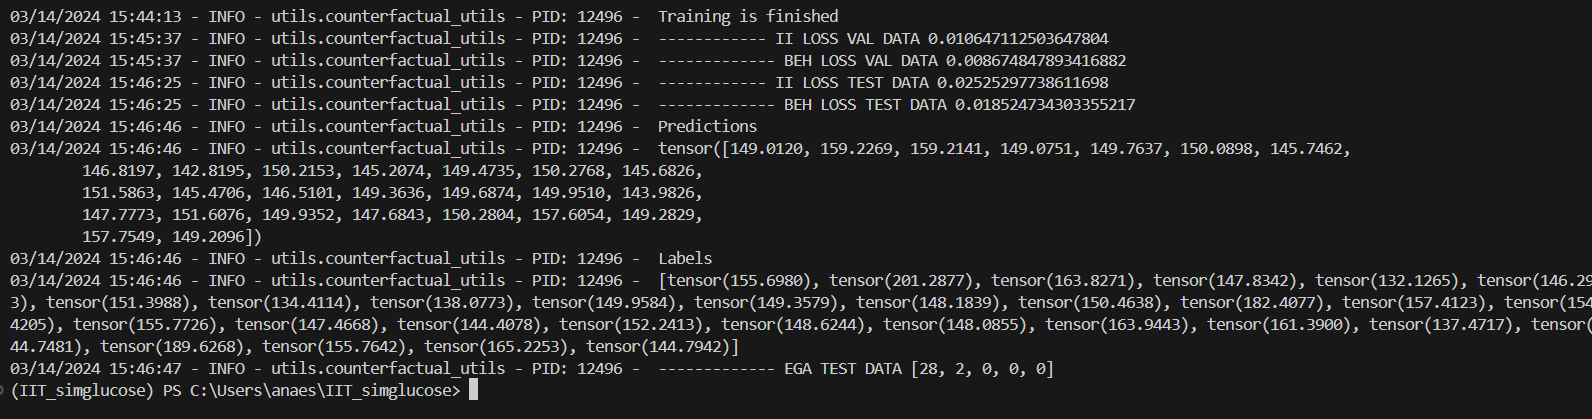 03/14/2024 15:44:13 - INFO - utils.counterfactual_utils - PID: 12496 -  Training is finished
03/14/2024 15:45:37 - INFO - utils.counterfactual_utils - PID: 12496 -  ------------ II LOSS VAL DATA 0.010647112503647804
03/14/2024 15:45:37 - INFO - utils.counterfactual_utils - PID: 12496 -  ------------- BEH LOSS VAL DATA 0.008674847893416882
03/14/2024 15:46:25 - INFO - utils.counterfactual_utils - PID: 12496 -  ------------ II LOSS TEST DATA 0.02525297738611698
03/14/2024 15:46:25 - INFO - utils.counterfactual_utils - PID: 12496 -  ------------- BEH LOSS TEST DATA 0.018524734303355217
03/14/2024 15:46:46 - INFO - utils.counterfactual_utils - PID: 12496 -  Predictions
03/14/2024 15:46:46 - INFO - utils.counterfactual_utils - PID: 12496 -  tensor([149.0120, 159.2269, 159.2141, 149.0751, 149.7637, 150.0898, 145.7462,
146.8197, 142.8195, 150.2153, 145.2074, 149.4735, 150.2768, 145.6826,
151.5863, 145.4706, 146.5101, 149.3636, 149.6874, 149.9510, 143.9826,
147.7773, 151.6076, 149.9352, 147.6843, 150.2804, 157.6054, 149.2829,
157.7549, 149.2096])
03/14/2024 15:46:46 - INFO - utils.counterfactual_utils - PID: 12496 -  Labels
03/14/2024 15:46:46 - INFO - utils.counterfactual_utils - PID: 12496 -  [tensor(155.6980), tensor(201.2877), tensor(163.8271), tensor(147.8342), tensor(132.1265), tensor(146.29
3), tensor(151.3988), tensor(134.4114), tensor(138.0773), tensor(149.9584), tensor(149.3579), tensor(148.1839), tensor(150.4638), tensor(182.4077), tensor(157.4123), tensor(154
4205), tensor(155.7726), tensor(147.4668), tensor(144.4078), tensor(152.2413), tensor(148.6244), tensor(148.0855), tensor(163.9443), tensor(161.3900), tensor(137.4717), tensor(
44.7481), tensor(189.6268), tensor(155.7642), tensor(165.2253), tensor(144.7942)]
03/14/2024 15:46:47 - INFO - utils.counterfactual_utils - PID: 12496 -  ------------- EGA TEST DATA [28, 2, 0, 0, 0]
(IIT_simglucose) PS C:\Users\anaes\IIT_simglucose>